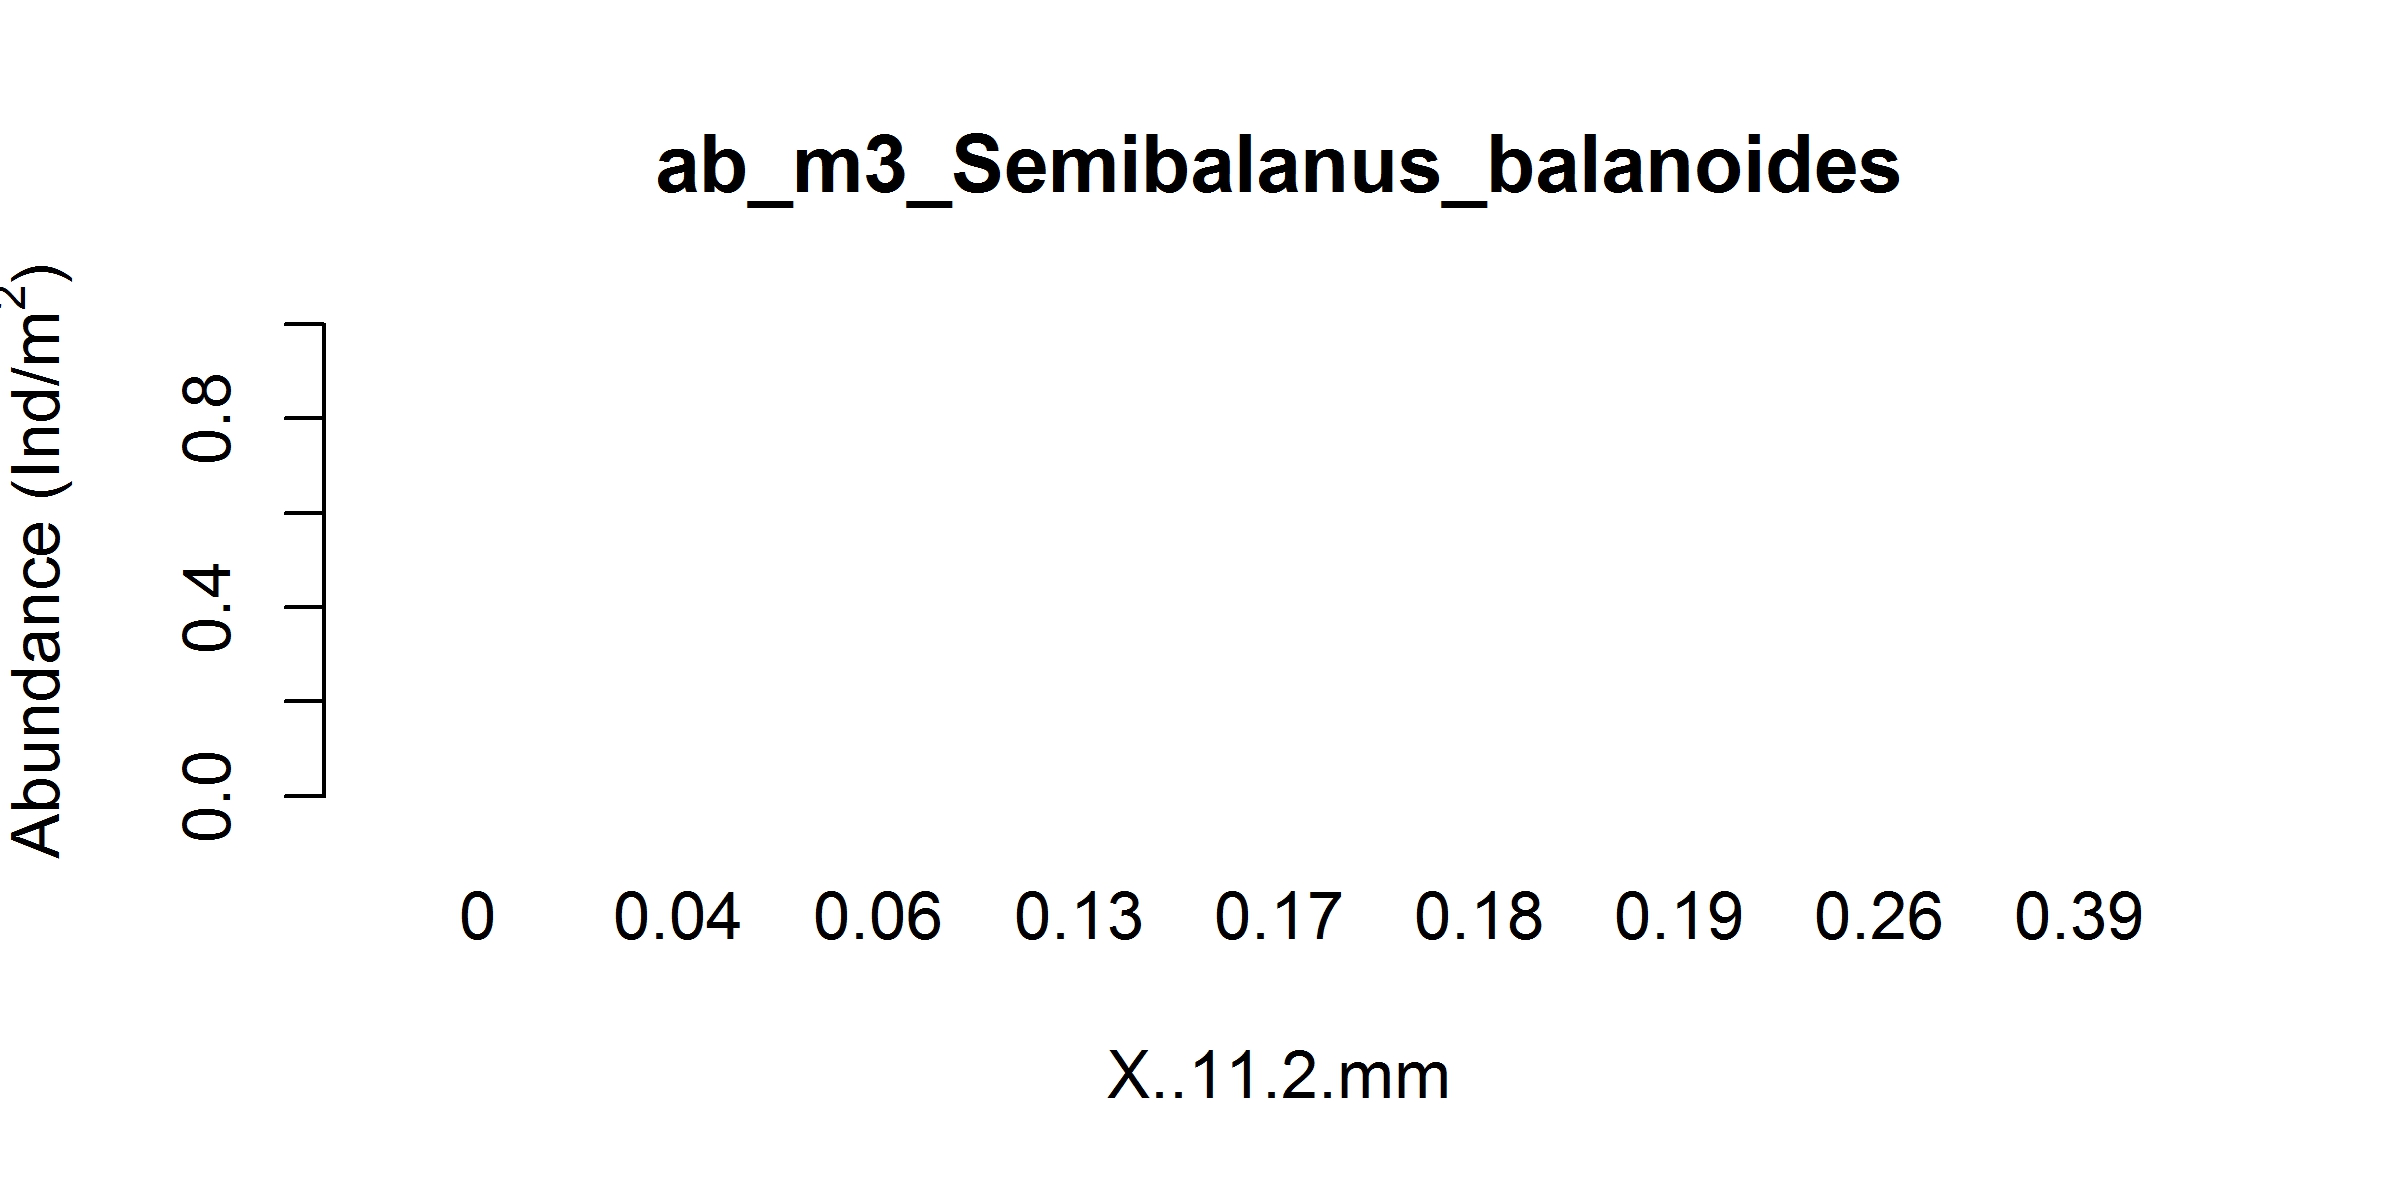 ab_m3_Semibalanus_balanoides
Abundance (Ind/m²)
0.8
0.4
0.0
0 0.04 0.06 0.13 0.17 0.18 0.19 0.26 0.39
X..11.2.mm